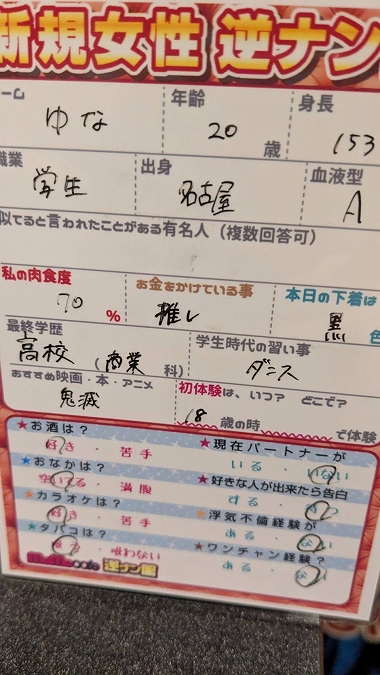 新規女性 逆ナン
ーム 年齢 身長
ゆな 20 歳 153
職業 出身 血液型
学生 名古屋 A
似てると言われたことがある有名人（複数回答可）
私の肉食度 お金をかけている事 本日の下着は
70 % 推し 黒 色
最終学歴 学生時代の習い事
高校 (商業 科) ダンス
おすすめ映画・本・アニメ 初体験は、いつ? どこで?
鬼滅 18 歳の時 で体験
★お酒は? ★現在パートナーが
好き・苦手 いる・いない
★おなかは? ★好きな人が出来たら告白
空いてる・満腹 する・
★カラオケは? ★浮気不倫経験が
好き・苦手 ある・ない
★タバコは? ★ワンチャン経験?
・吸わない ある・ない
cafe 逆ナン